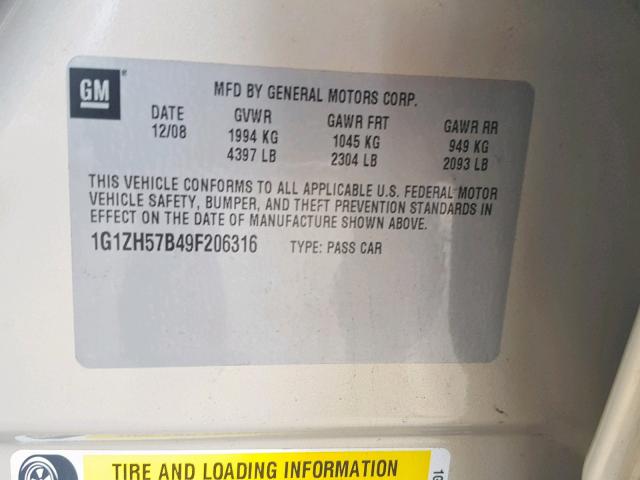 GM
MFD BY GENERAL MOTORS CORP.
DATE GVWR GAWR FRT GAWR RR
12/08 1994 KG 1045 KG 949 KG
4397 LB 2304 LB 2093 LB
THIS VEHICLE CONFORMS TO ALL APPLICABLE U.S. FEDERAL MOTOR
VEHICLE SAFETY, BUMPER, AND THEFT PREVENTION STANDARDS IN
EFFECT ON THE DATE OF MANUFACTURE SHOWN ABOVE.
1G1ZH57B49F206316 TYPE: PASS CAR
TIRE AND LOADING INFORMATION